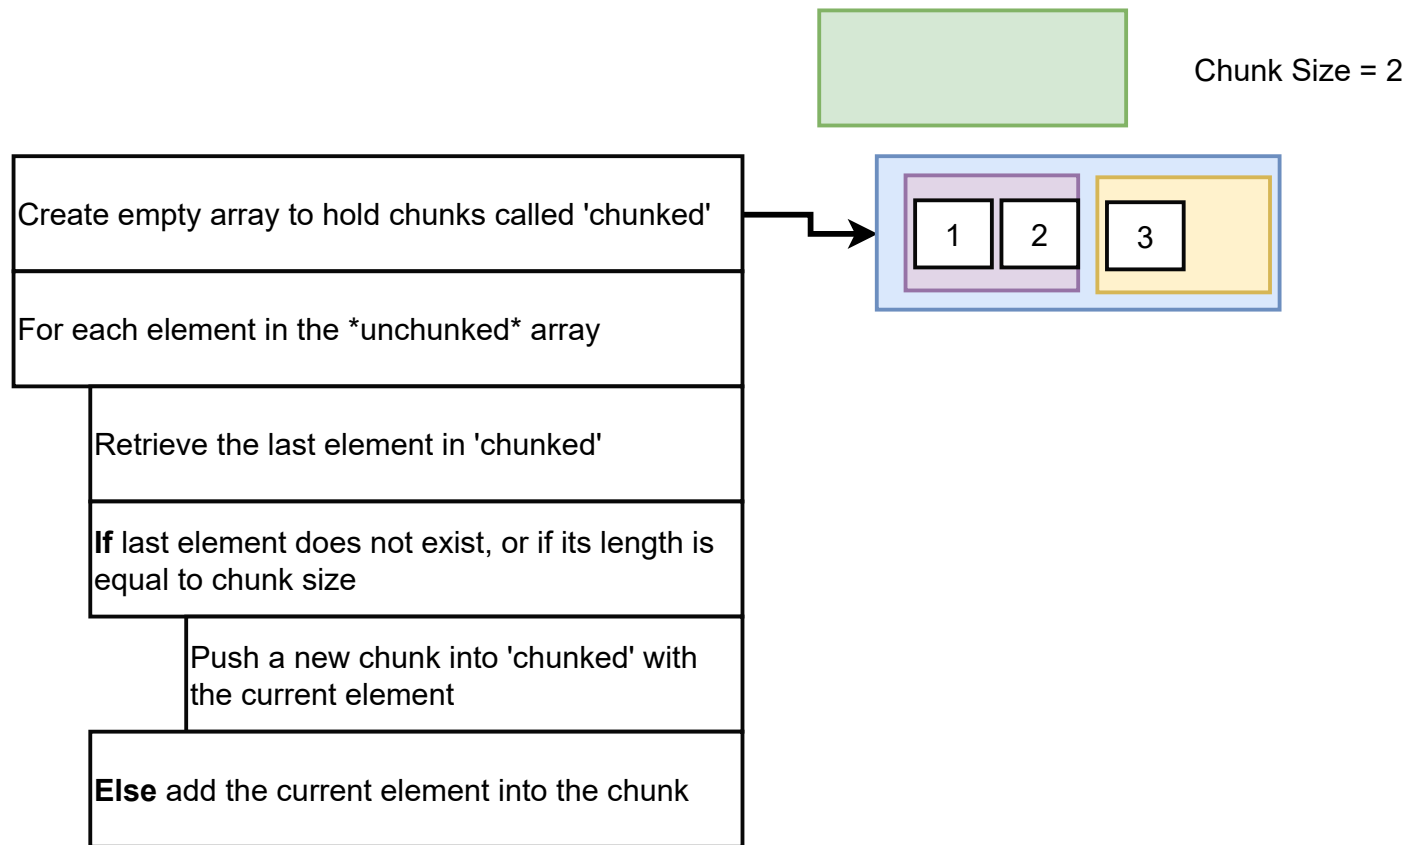 Chunk Size = 2
Create empty array to hold chunks called 'chunked'
1 2 3
For each element in the *unchunked* array
Retrieve the last element in 'chunked'
If last element does not exist, or if its length is
equal to chunk size
Push a new chunk into 'chunked' with
the current element
Else add the current element into the chunk